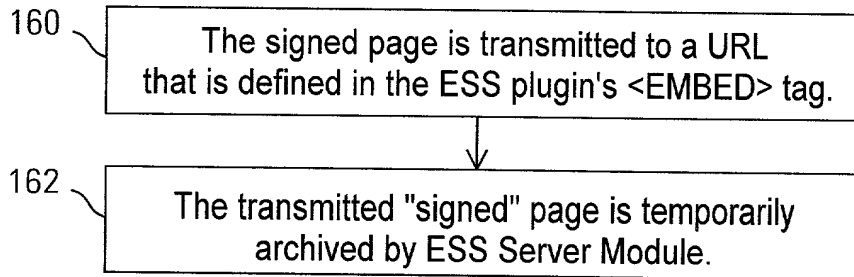 160
The signed page is transmitted to a URL
that is defined in the ESS plugin's <EMBED> tag.
162
The transmitted "signed" page is temporarily
archived by ESS Server Module.